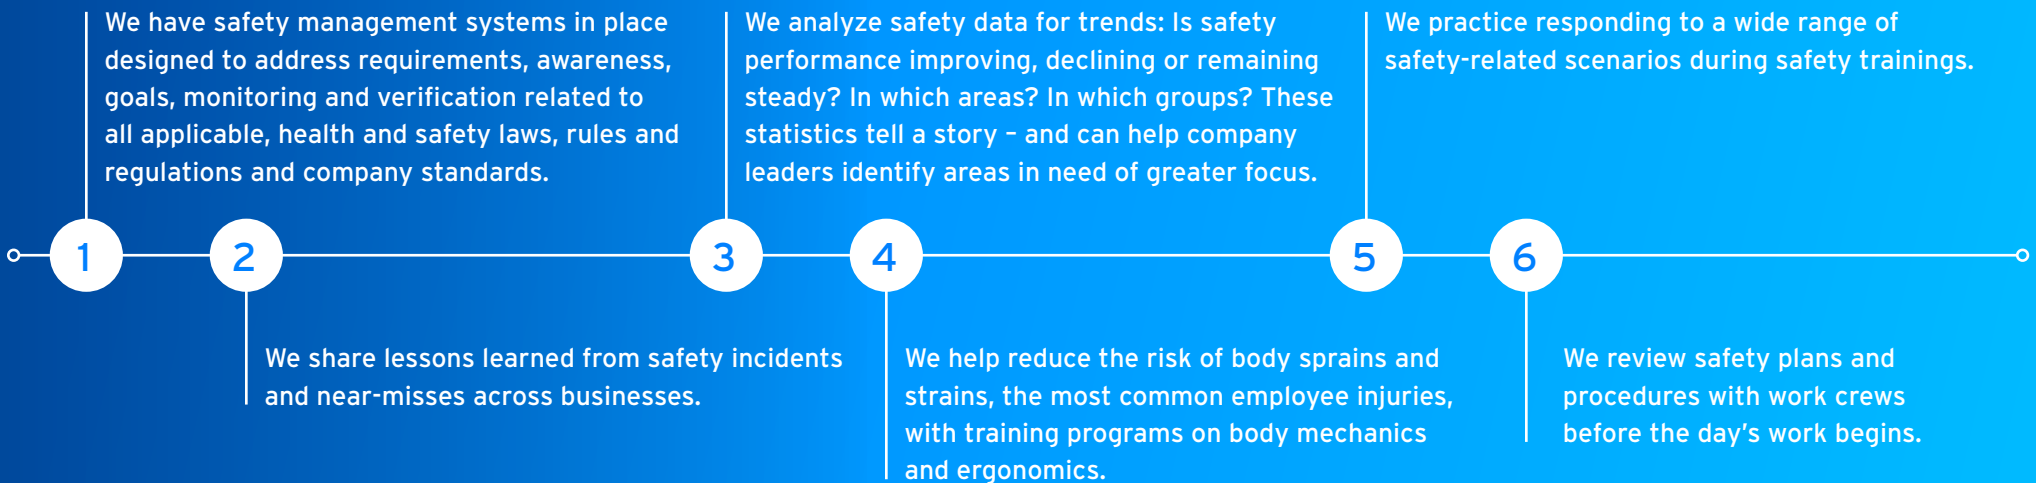 We have safety management systems in place
designed to address requirements, awareness,
goals, monitoring and verification related to
all applicable, health and safety laws, rules and
regulations and company standards.
We analyze safety data for trends: Is safety
performance improving, declining or remaining
steady? In which areas? In which groups? These
statistics tell a story – and can help company
leaders identify areas in need of greater focus.
We practice responding to a wide range of
safety-related scenarios during safety trainings.
1
2
3
4
5
6
We share lessons learned from safety incidents
and near-misses across businesses.
We help reduce the risk of body sprains and
strains, the most common employee injuries,
with training programs on body mechanics
and ergonomics.
We review safety plans and
procedures with work crews
before the day’s work begins.